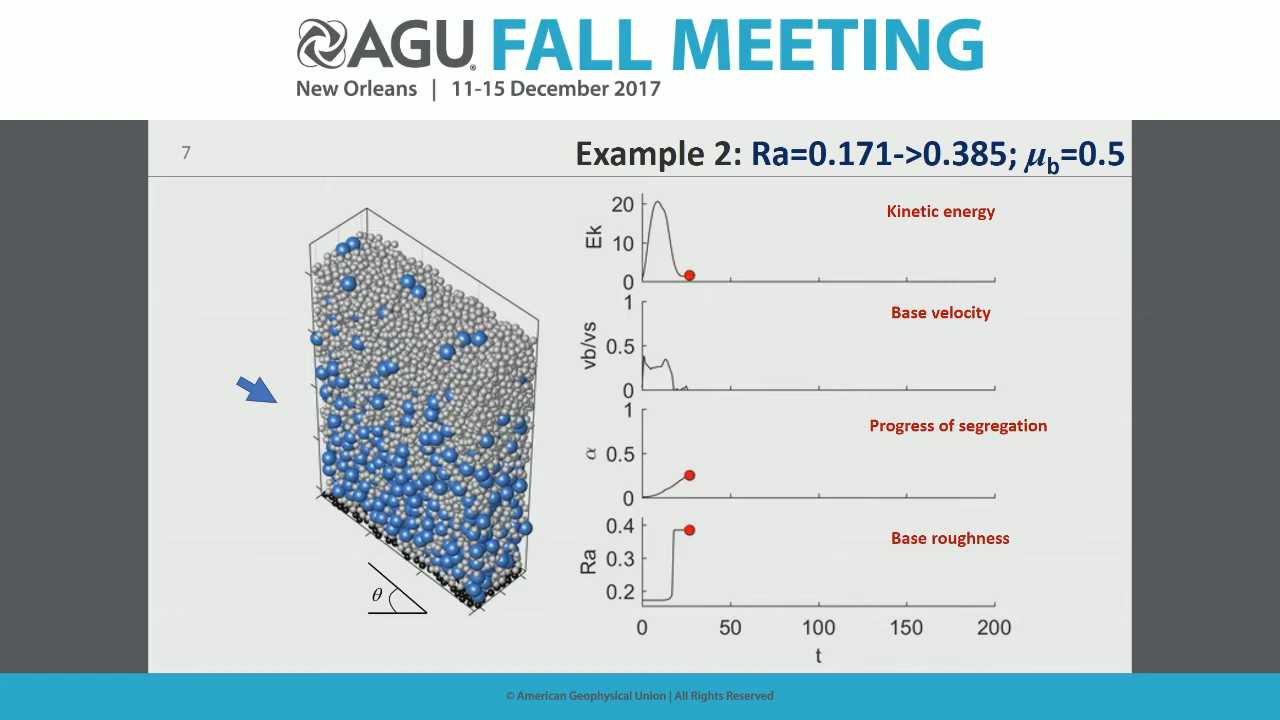 AGU FALL MEETING
New Orleans | 11-15 December 2017
7
Example 2: Ra=0.171->0.385; μb=0.5
Kinetic energy
Ek
20
10
0
Base velocity
vb/vs
1
0.5
0
Progress of segregation
α
1
0.5
0
Base roughness
Ra
0.4
0.3
0.2
0 50 100 150 200
t
θ
© American Geophysical Union | All Rights Reserved